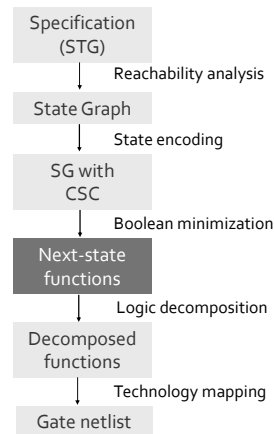 Specification
(STG)
Reachability analysis
State Graph
State encoding
SG with
CSC
Boolean minimization
Next-state
functions
Logic decomposition
Decomposed
functions
Technology mapping
Gate netlist